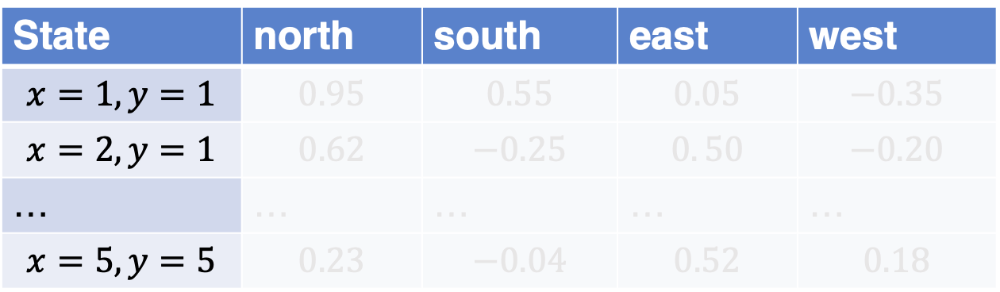 State north south east west
x = 1, y = 1 0.95 0.55 0.05 −0.35
x = 2, y = 1 0.62 −0.25 0. 50 −0.20
… … … … …
x = 5, y = 5 0.23 −0.04 0.52 0.18